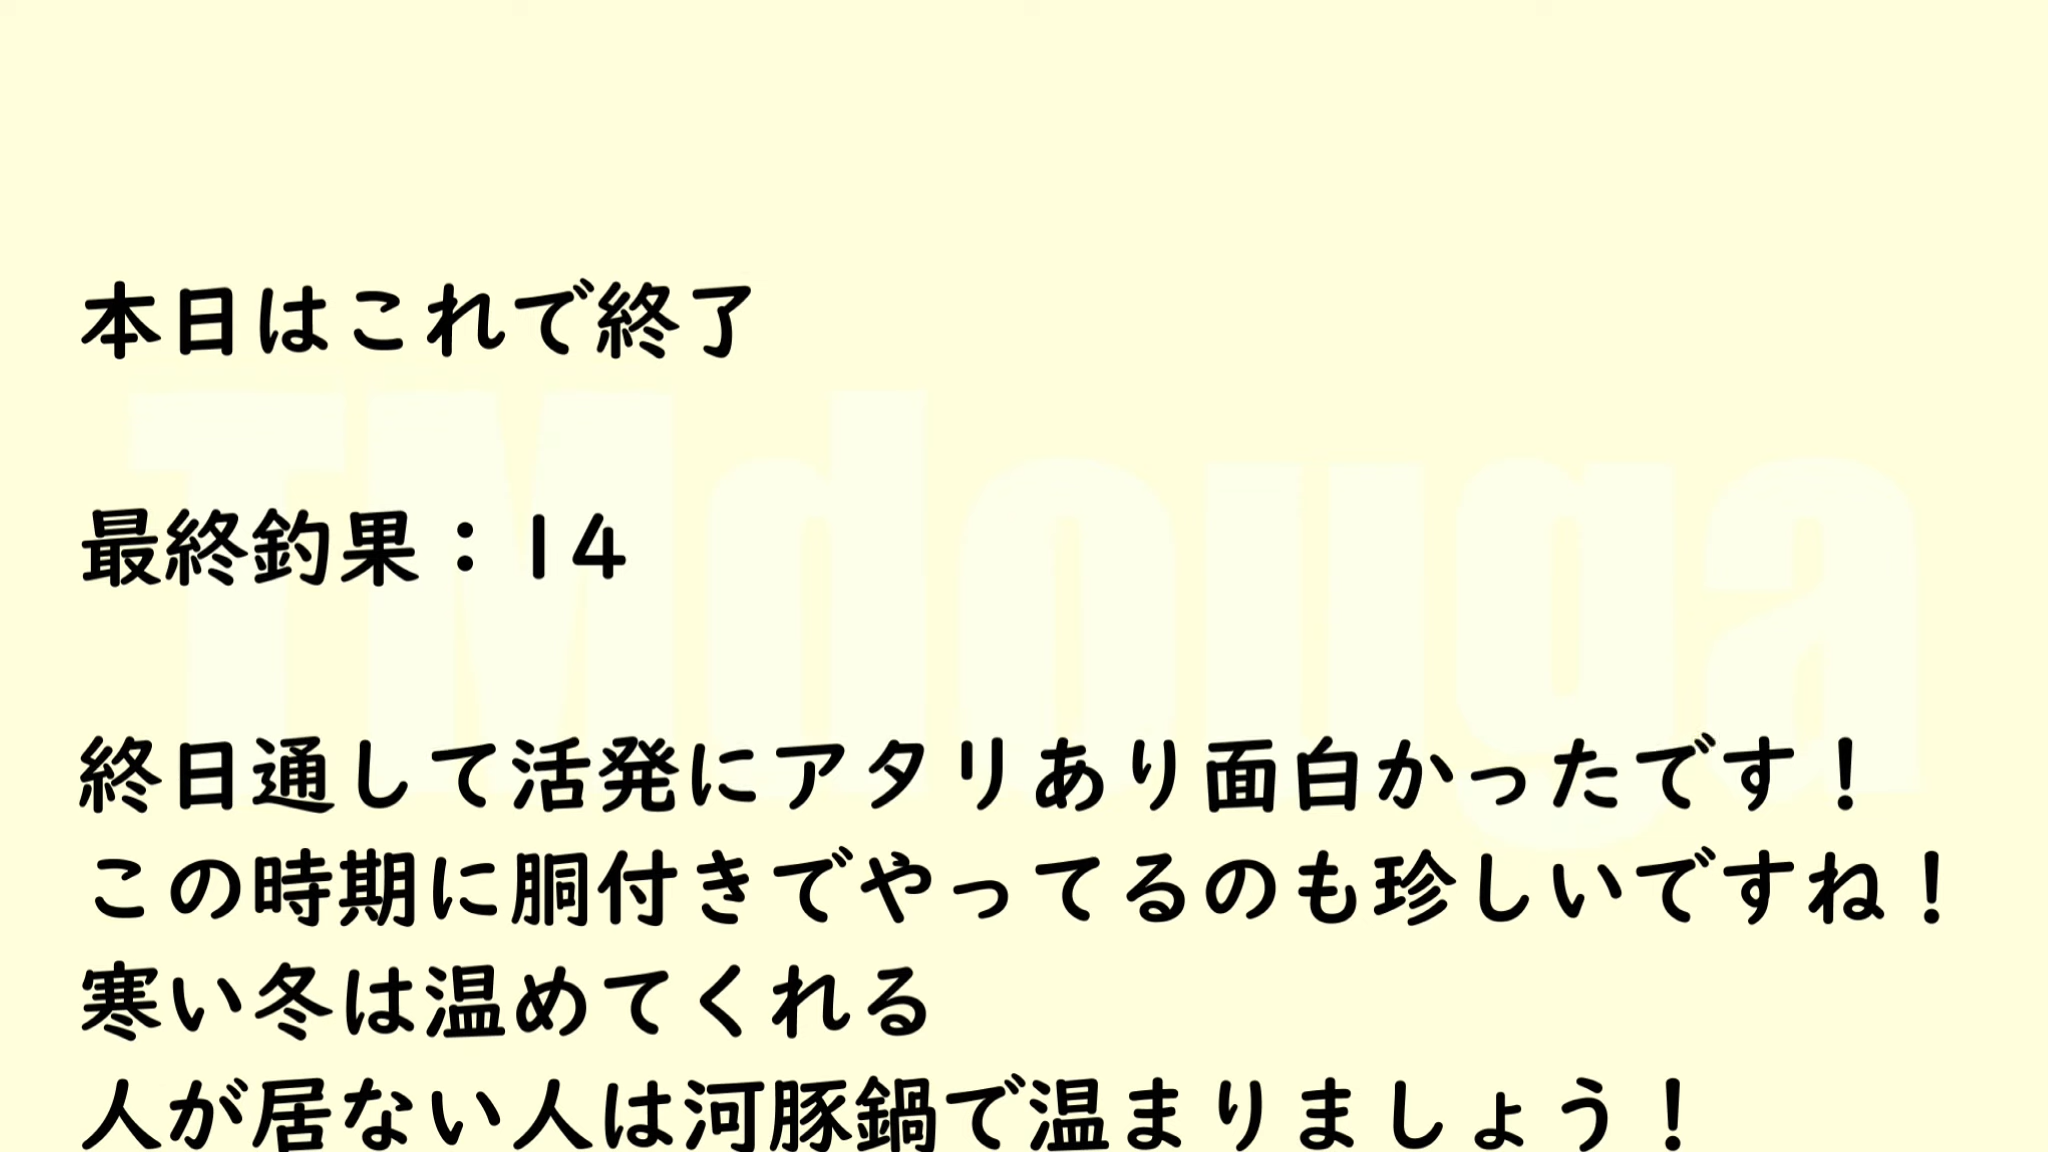 本日はこれで終了
最終釣果：14
TMdouga
終日通して活発にアタリあり面白かったです！
この時期に胴付きでやってるのも珍しいですね！
寒い冬は温めてくれる
人が居ない人は河豚鍋で温まりましょう！